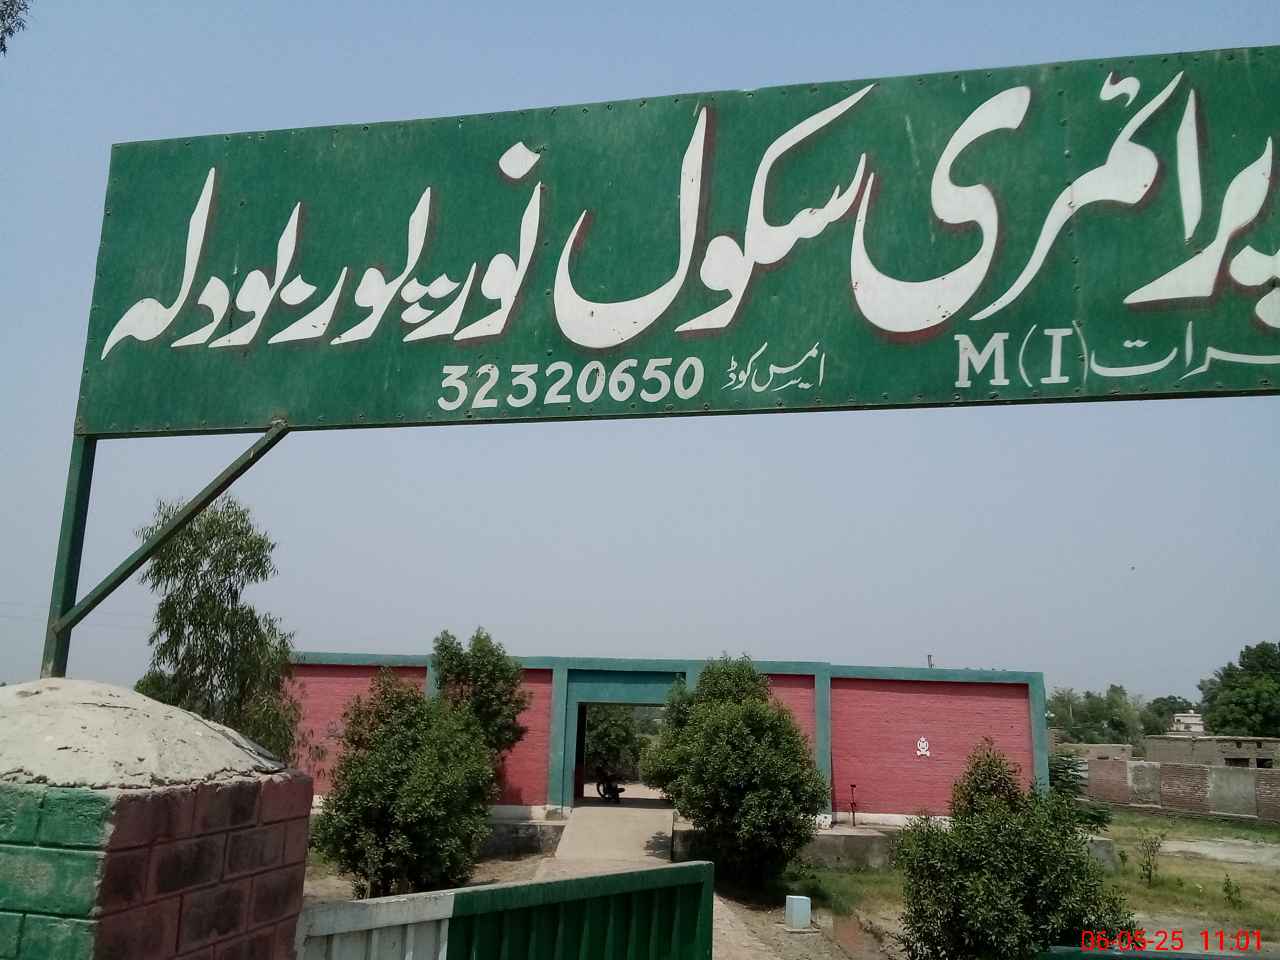 پرائمری سکول نور پور بودلہ
M (I) ایمس کوڈ 32320650
06-05-25 11:01